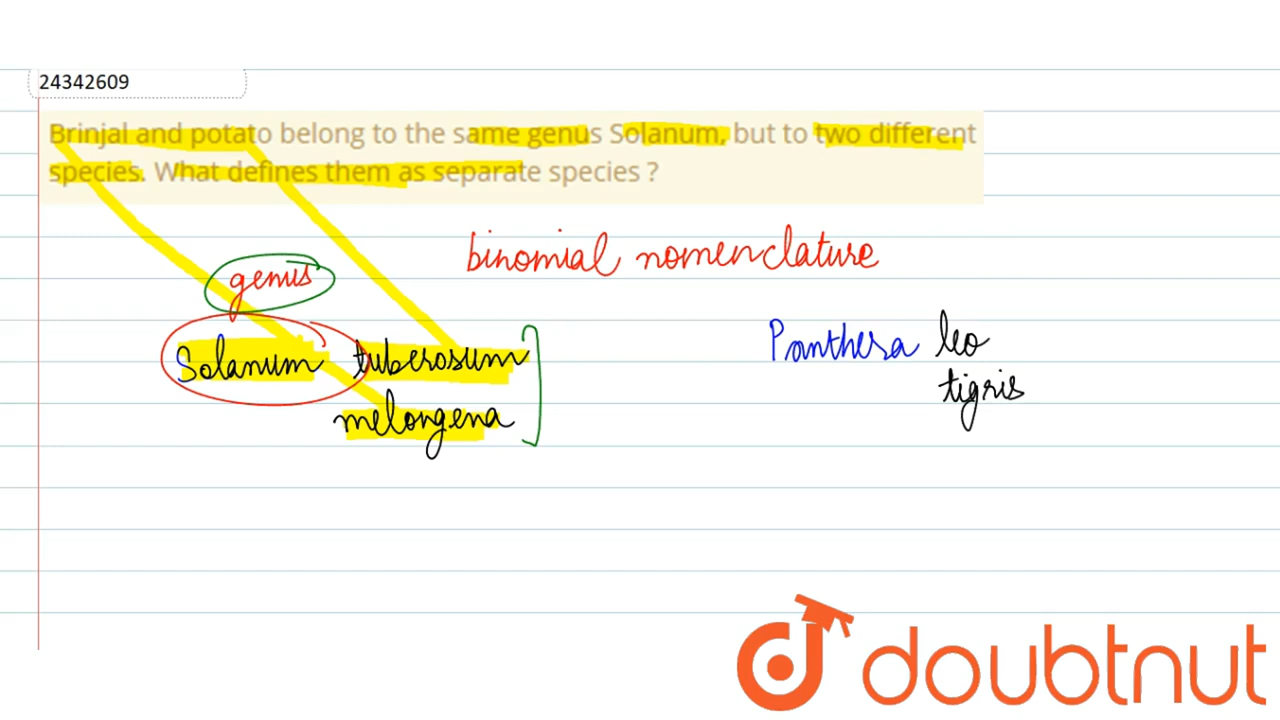 24342609
Brinjal and potato belong to the same genus Solanum, but to two different
species. What defines them as separate species ?
binomial nomenclature
genus
Solanum tuberosum
melongena
Panthera leo
tigris
doubtnut